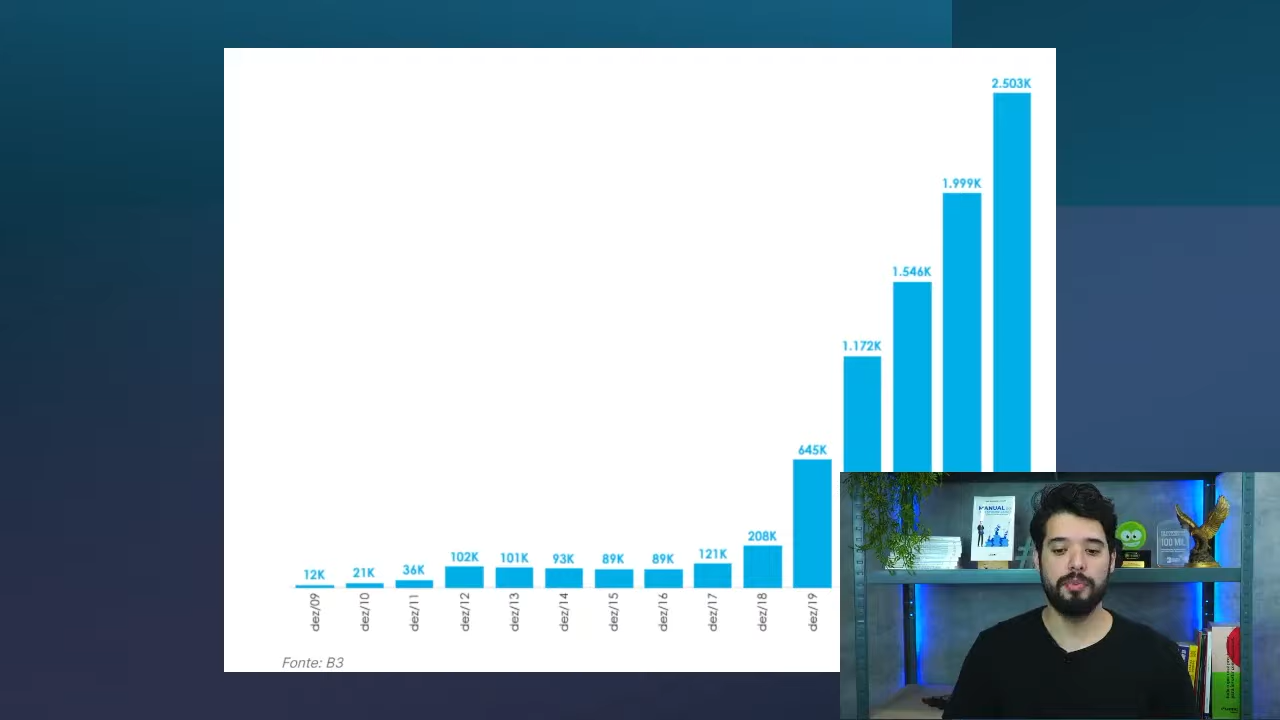 2.503K
1.999K
1.546K
1.172K
645K
208K
121K
89K
89K
93K
101K
102K
36K
21K
12K
dez/09
dez/10
dez/11
dez/12
dez/13
dez/14
dez/15
dez/16
dez/17
dez/18
dez/19
Fonte: B3
MANUAL
100 MIL